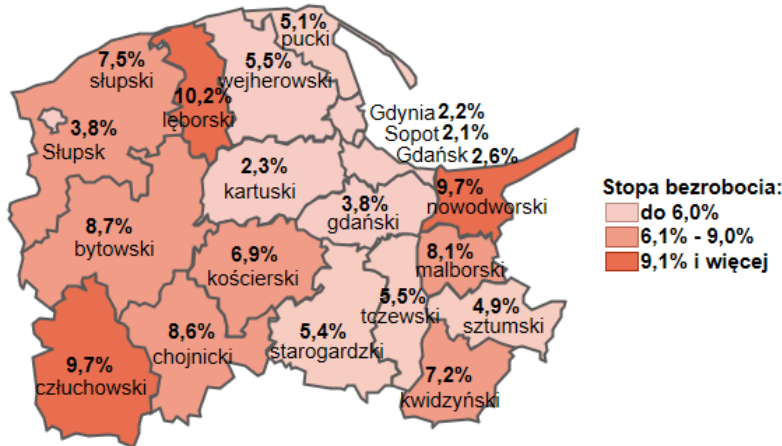 5,1%
pucki
7,5%
słupski
5,5%
wejherowski
10,2%
lęborski
Gdynia 2,2%
Sopot 2,1%
Gdańsk 2,6%
3,8%
Słupsk
2,3%
kartuski
9,7%
nowodworski
3,8%
gdański
8,7%
bytowski
6,9%
kościerski
8,1%
malborski
5,5%
tczewski
4,9%
sztumski
8,6%
chojnicki
5,4%
starogardzki
9,7%
człuchowski
7,2%
kwidzyński
Stopa bezrobocia:
do 6,0%
6,1% - 9,0%
9,1% i więcej